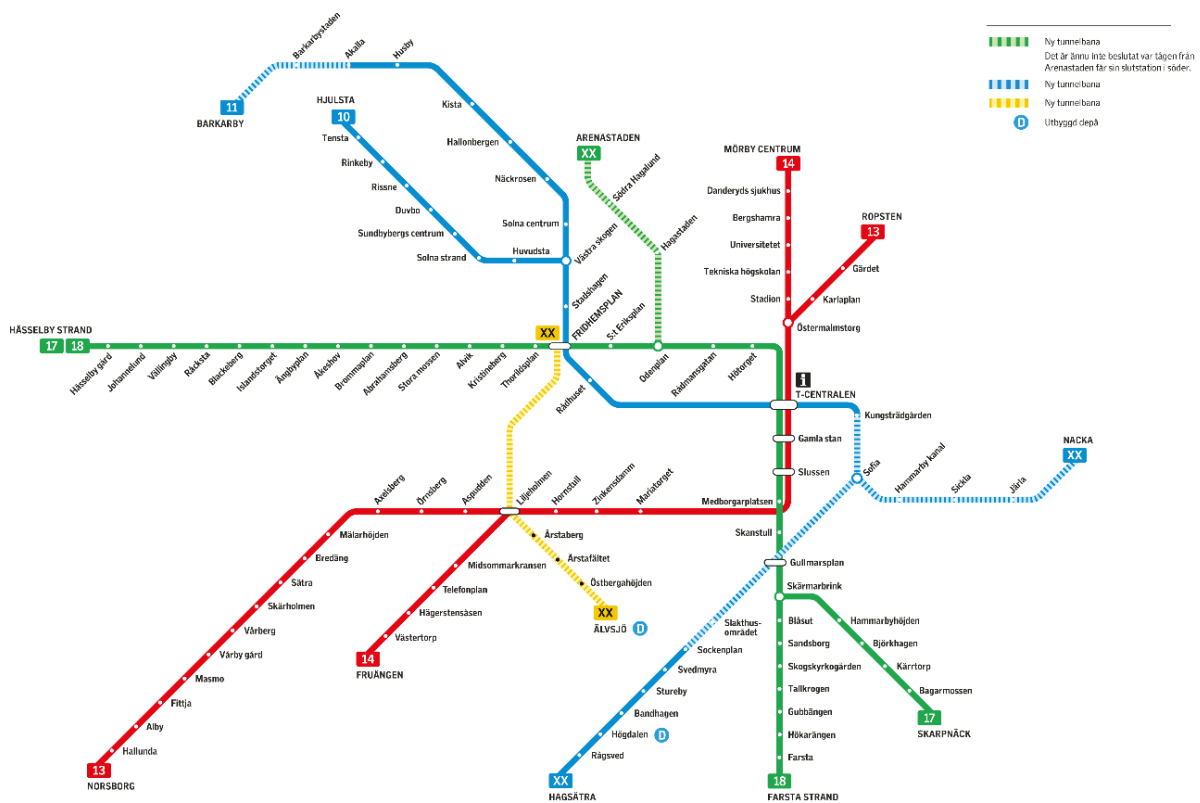 Ny tunnelbana
Det är ännu inte beslutat var tågen från
Arenastaden får sin slutstation i söder.
Ny tunnelbana
Ny tunnelbana
D Utbyggd depå
Barkarbystaden
Akalla
Husby
11
BARKARBY
HJULSTA
10
Kista
Hallonbergen
Näckrosen
Solna centrum
Västra skogen
Tensta
Rinkeby
Rissne
Duvbo
Sundbybergs centrum
Solna strand
Huvudsta
Stadshagen
FRIDHEMSPLAN
XX
ARENASTADEN
XX
Södra Hagalund
Hagastaden
MÖRBY CENTRUM
14
Danderyds sjukhus
Bergshamra
Universitetet
Tekniska högskolan
Stadion
ROPSTEN
13
Gärdet
Karlaplan
Östermalmstorg
HÄSSELBY STRAND
17 18
Hässelby gård
Johannelund
Vällingby
Råcksta
Blackeberg
Islandstorget
Ängbyplan
Åkeshov
Brommaplan
Abrahamsberg
Stora mossen
Alvik
Kristineberg
Thorildsplan
S:t Eriksplan
Odenplan
Rådmansgatan
Hötorget
Rådhuset
i
T-CENTRALEN
Kungsträdgården
Gamla stan
Slussen
Medborgarplatsen
Skanstull
Gullmarsplan
Skärmarbrink
NACKA
XX
Sofia
Hammarby kanal
Sickla
Järla
Axelsberg
Örnsberg
Aspudden
Liljeholmen
Hornstull
Zinkensdamm
Mariatorget
Mälarhöjden
Bredäng
Sätra
Skärholmen
Vårberg
Vårby gård
Masmo
Fittja
Alby
Hallunda
13
NORSBORG
Midsommarkransen
Telefonplan
Hägerstensåsen
Västertorp
14
FRUÄNGEN
Årstaberg
Årstafältet
Östbergahöjden
XX
ÄLVSJÖ D
Slakthus-
området
Sockenplan
Svedmyra
Stureby
Bandhagen
Högdalen D
Rågsved
XX
HAGSÄTRA
Blåsut
Sandsborg
Skogskyrkogården
Tallkrogen
Gubbängen
Hökarängen
Farsta
18
FARSTA STRAND
Hammarbyhöjden
Björkhagen
Kärrtorp
Bagarmossen
17
SKARPNÄCK